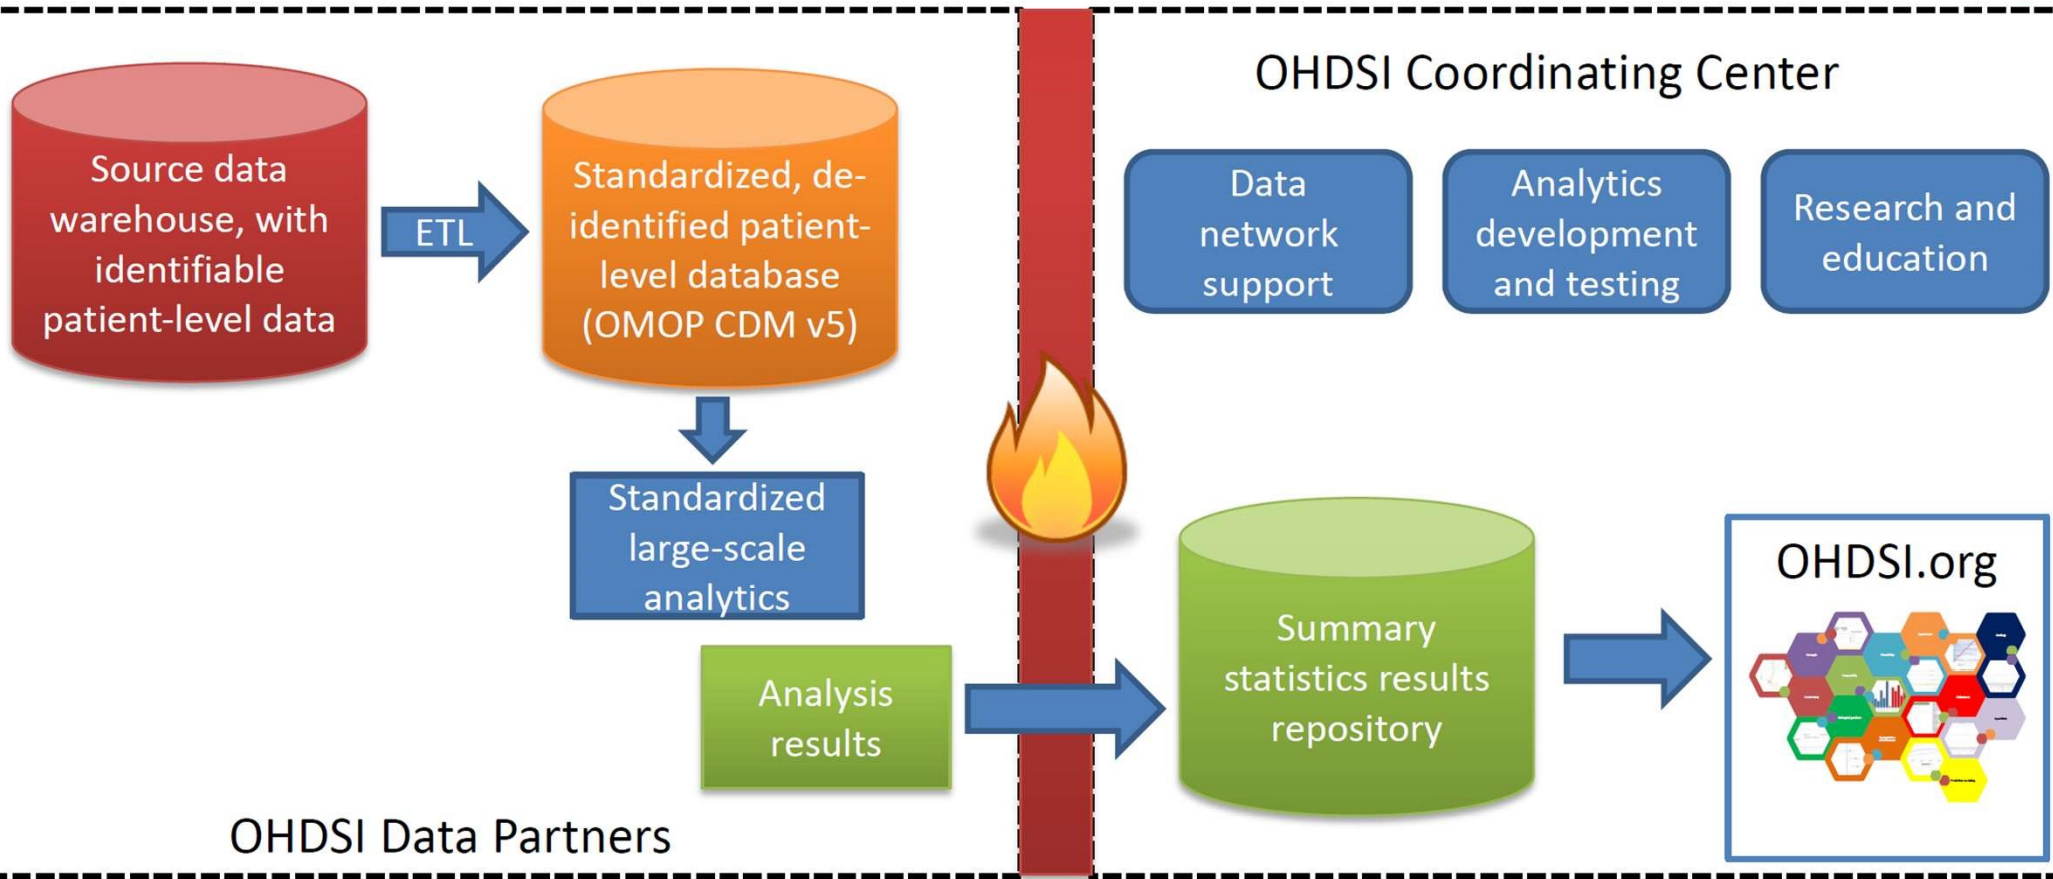 Source data
warehouse, with
identifiable
patient-level data
ETL
Standardized, de-
identified patient-
level database
(OMOP CDM v5)
Standardized
large-scale
analytics
Analysis
results
OHDSI Data Partners
OHDSI Coordinating Center
Data
network
support
Analytics
development
and testing
Research and
education
Summary
statistics results
repository
OHDSI.org